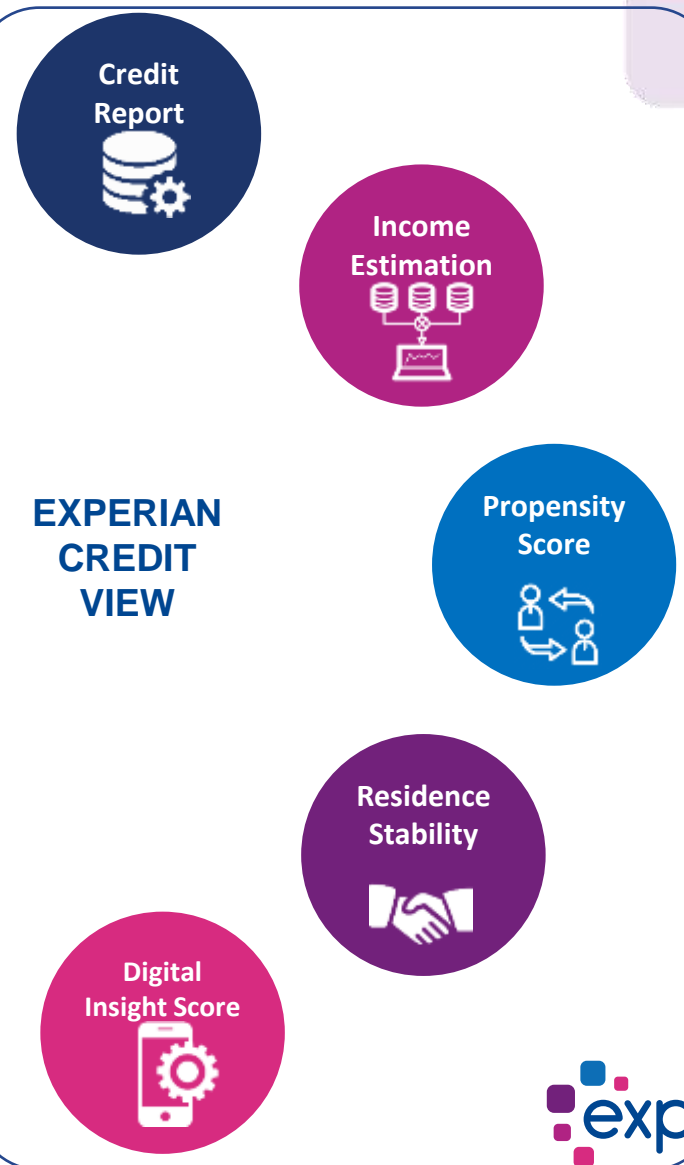 Credit
Report
Income
Estimation
EXPERIAN
CREDIT
VIEW
Propensity
Score
Residence
Stability
Digital
Insight Score
exp